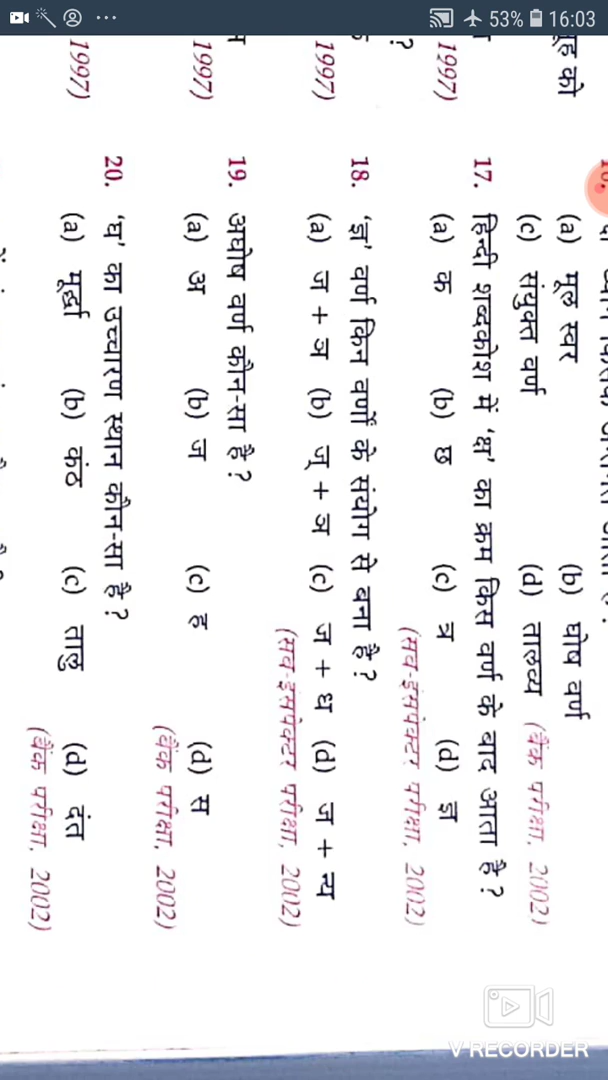 53% 16:03
(a) मूल स्वर (b) घोष वर्ण
(c) संयुक्त वर्ण (d) तालव्य (बैंक परीक्षा, 2002)
17. हिन्दी शब्दकोश में 'क्ष' का क्रम किस वर्ण के बाद आता है?
(a) क (b) छ (c) त्र (d) ज्ञ
(सब-इंसपेक्टर परीक्षा, 2002)
18. 'ज्ञ' वर्ण किन वर्णों के संयोग से बना है?
(a) ज + ञ (b) ज् + ञ (c) ज + ध (d) ज + न्य
(सब-इंसपेक्टर परीक्षा, 2002)
19. अघोष वर्ण कौन-सा है?
(a) अ (b) ज (c) ह (d) स
(बैंक परीक्षा, 2002)
20. 'घ' का उच्चारण स्थान कौन-सा है?
(a) मूर्द्धा (b) कंठ (c) तालु (d) दंत
(बैंक परीक्षा, 2002)
को
1997)
?
1997)
1997)
1997)
V RECORDER